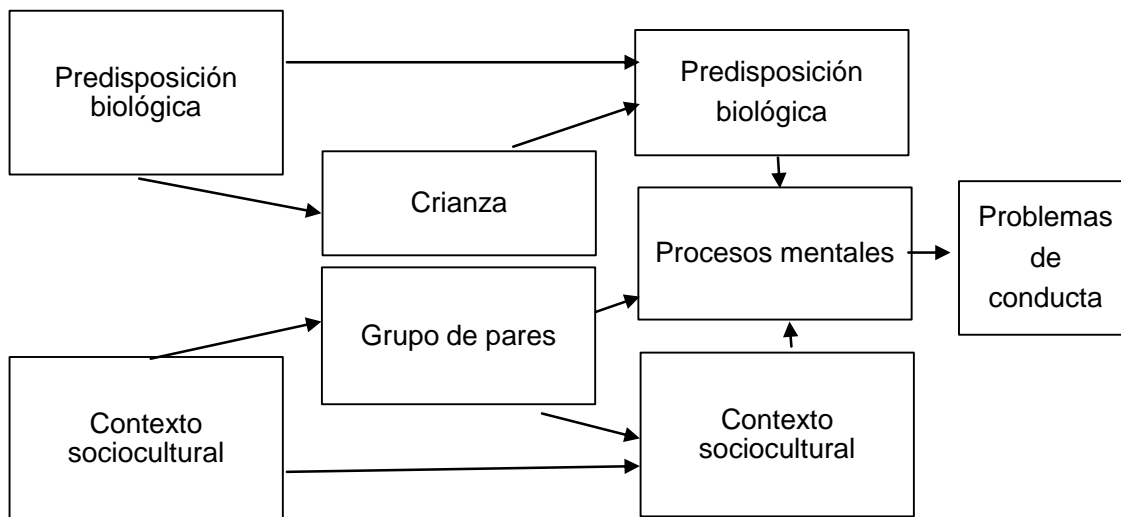 Predisposición
biológica
Predisposición
biológica
Crianza
Procesos mentales
Problemas
de
conducta
Grupo de pares
Contexto
sociocultural
Contexto
sociocultural